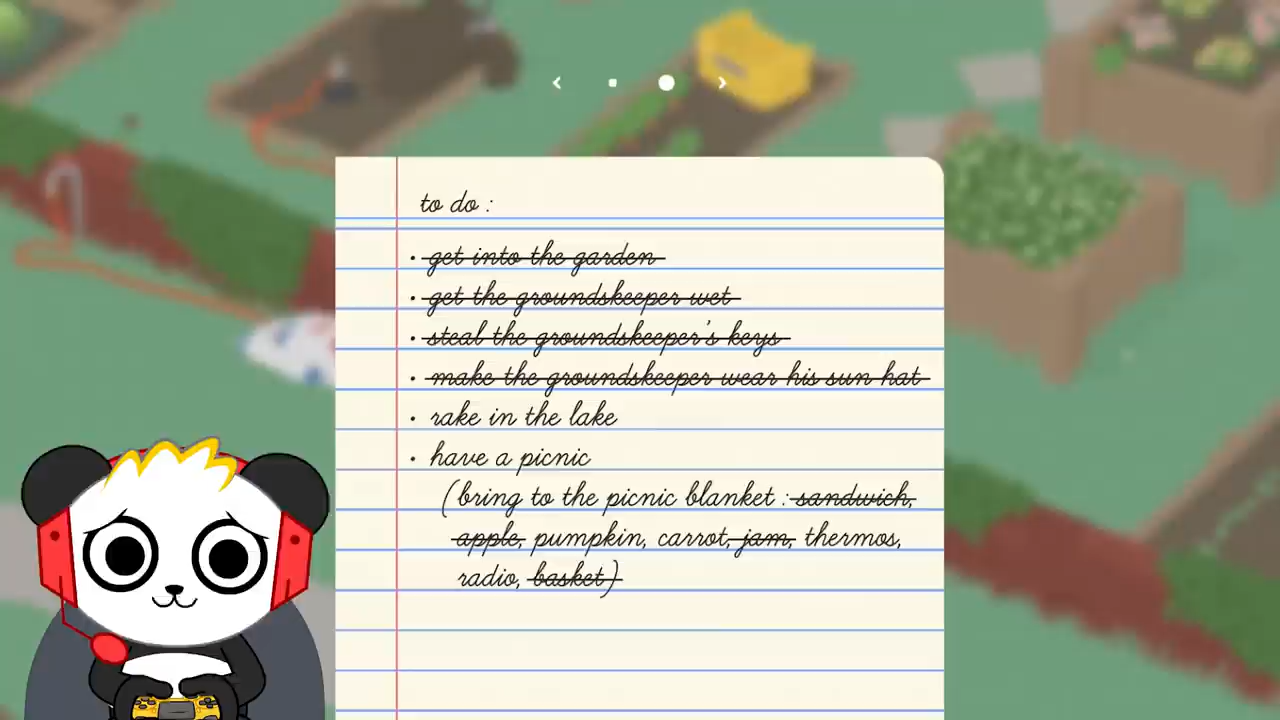 to do :
• get into the garden
• get the groundskeeper wet
• steal the groundskeeper's keys
• make the groundskeeper wear his sun hat
• rake in the lake
• have a picnic
(bring to the picnic blanket : sandwich,
apple, pumpkin, carrot, jam, thermos,
radio, basket)